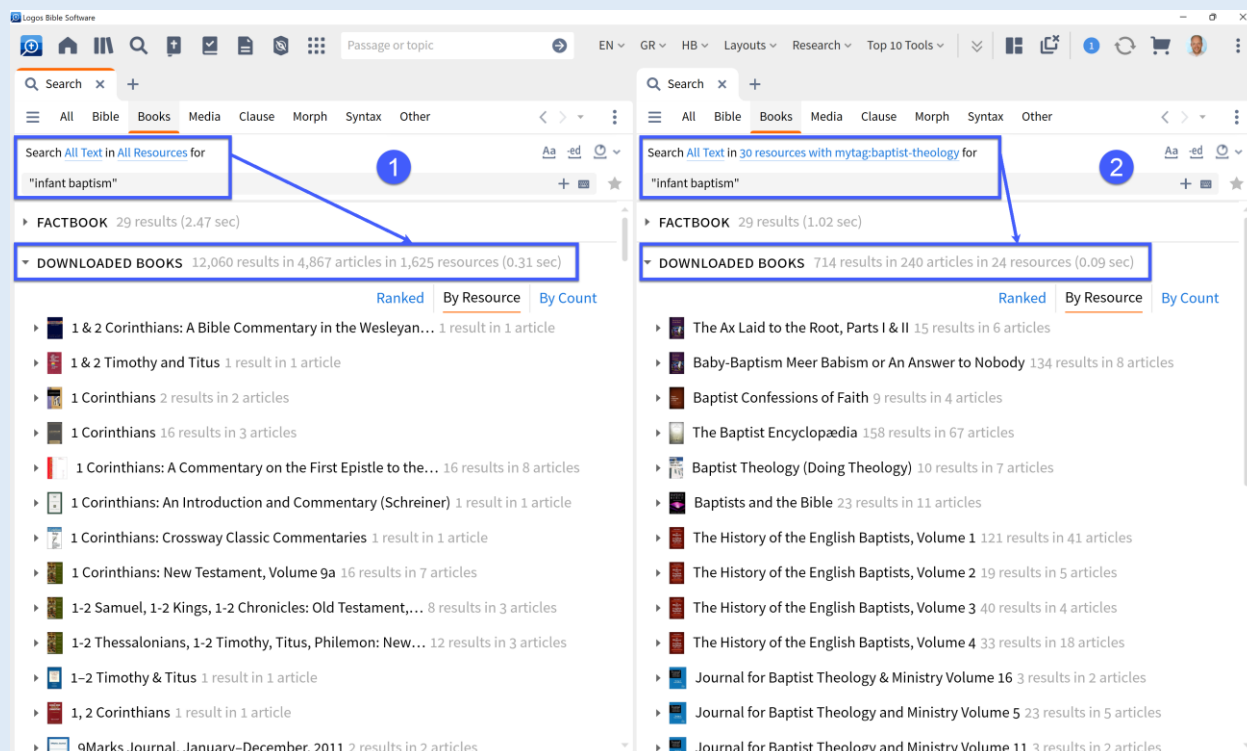 Logos Bible Software
Passage or topic
EN GR HB Layouts Research Top 10 Tools 1
Search
All Bible Books Media Clause Morph Syntax Other
Search All Text in All Resources for
Aa -ed
"infant baptism"
1
FACTBOOK 29 results (2.47 sec)
DOWNLOADED BOOKS 12,060 results in 4,867 articles in 1,625 resources (0.31 sec)
Ranked By Resource By Count
1 & 2 Corinthians: A Bible Commentary in the Wesleyan… 1 result in 1 article
1 & 2 Timothy and Titus 1 result in 1 article
1 Corinthians 2 results in 2 articles
1 Corinthians 16 results in 3 articles
1 Corinthians: A Commentary on the First Epistle to the… 16 results in 8 articles
1 Corinthians: An Introduction and Commentary (Schreiner) 1 result in 1 article
1 Corinthians: Crossway Classic Commentaries 1 result in 1 article
1 Corinthians: New Testament, Volume 9a 16 results in 7 articles
1-2 Samuel, 1-2 Kings, 1-2 Chronicles: Old Testament,… 8 results in 3 articles
1-2 Thessalonians, 1-2 Timothy, Titus, Philemon: New… 12 results in 3 articles
1–2 Timothy & Titus 1 result in 1 article
1, 2 Corinthians 1 result in 1 article
9Marks Journal, January–December, 2011 2 results in 2 articles
Search
All Bible Books Media Clause Morph Syntax Other
Search All Text in 30 resources with mytag:baptist-theology for
Aa -ed
"infant baptism"
2
FACTBOOK 29 results (1.02 sec)
DOWNLOADED BOOKS 714 results in 240 articles in 24 resources (0.09 sec)
Ranked By Resource By Count
The Ax Laid to the Root, Parts I & II 15 results in 6 articles
Baby-Baptism Meer Babism or An Answer to Nobody 134 results in 8 articles
Baptist Confessions of Faith 9 results in 4 articles
The Baptist Encyclopædia 158 results in 67 articles
Baptist Theology (Doing Theology) 10 results in 7 articles
Baptists and the Bible 23 results in 11 articles
The History of the English Baptists, Volume 1 121 results in 41 articles
The History of the English Baptists, Volume 2 19 results in 5 articles
The History of the English Baptists, Volume 3 40 results in 4 articles
The History of the English Baptists, Volume 4 33 results in 18 articles
Journal for Baptist Theology & Ministry Volume 16 3 results in 2 articles
Journal for Baptist Theology and Ministry Volume 5 23 results in 5 articles
Journal for Baptist Theology and Ministry Volume 11 3 results in 2 articles